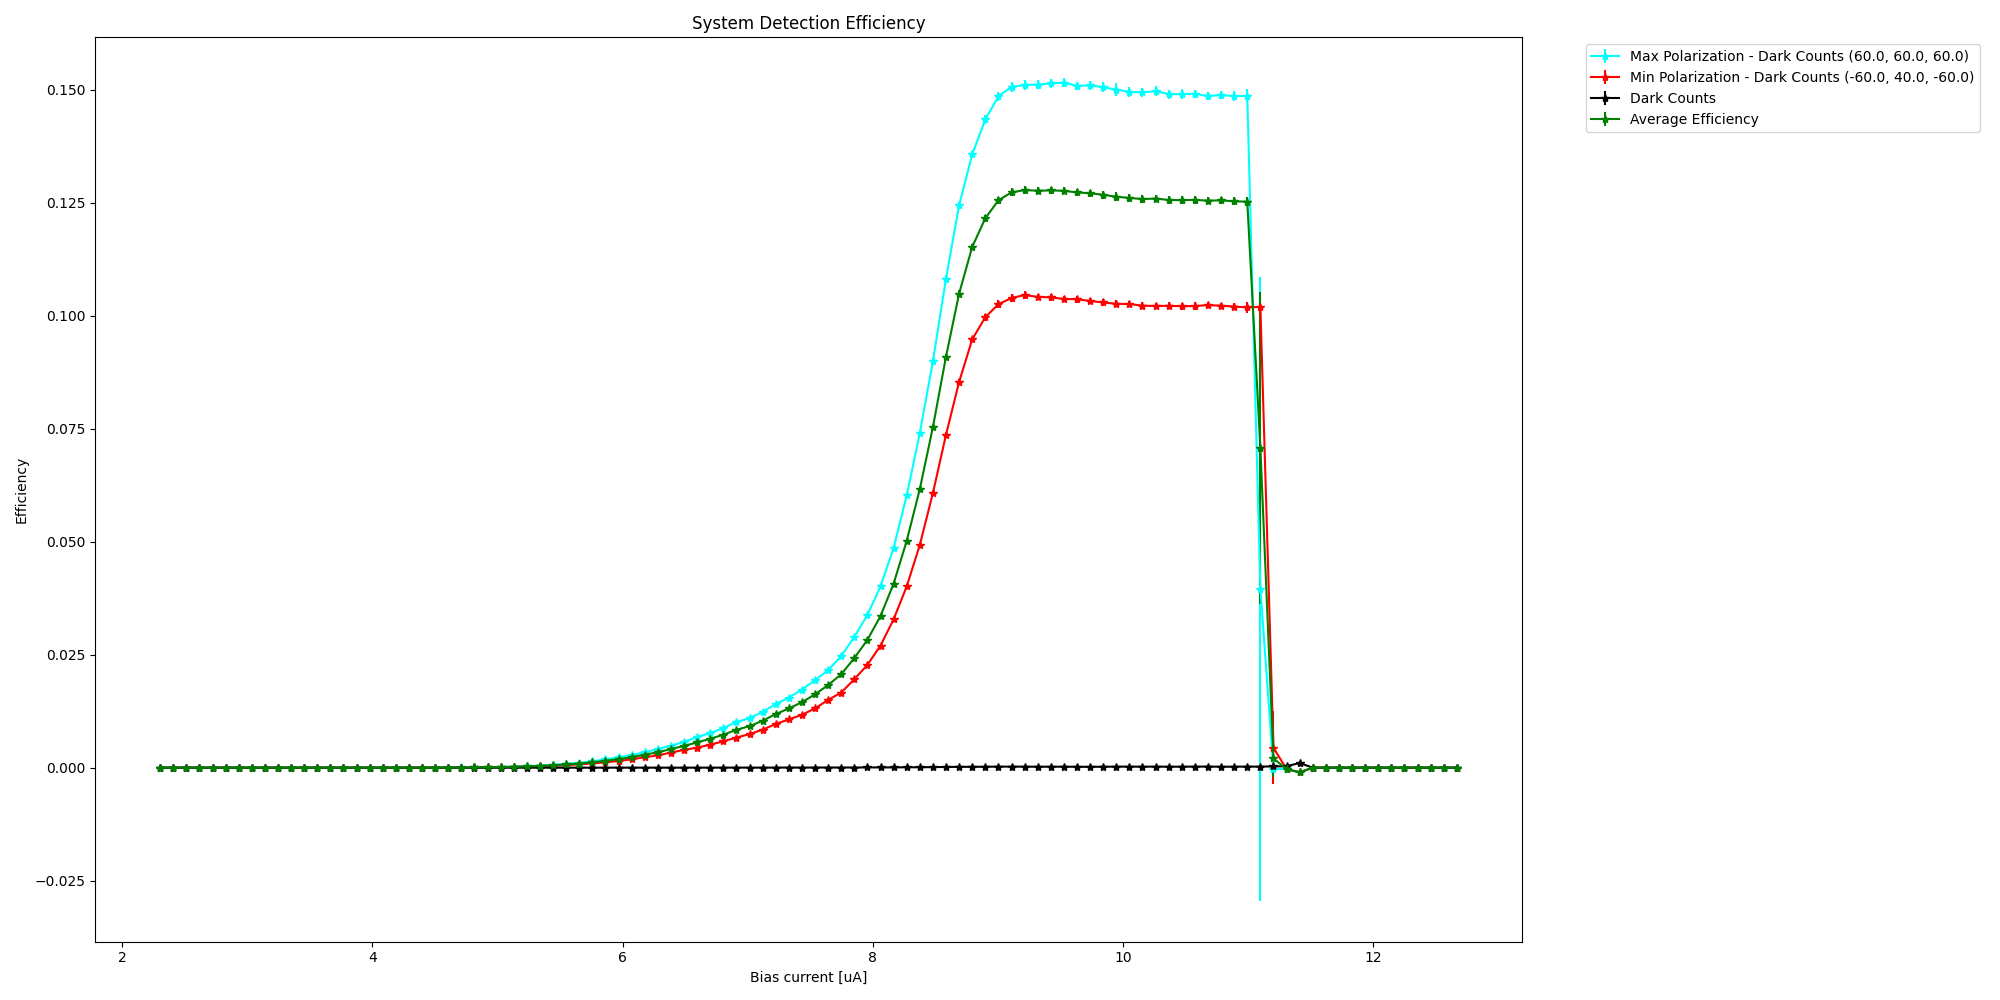 System Detection Efficiency
Max Polarization - Dark Counts (60.0, 60.0, 60.0)
Min Polarization - Dark Counts (-60.0, 40.0, -60.0)
Dark Counts
Average Efficiency
Efficiency
0.150
0.125
0.100
0.075
0.050
0.025
0.000
−0.025
2 4 6 8 10 12
Bias current [uA]